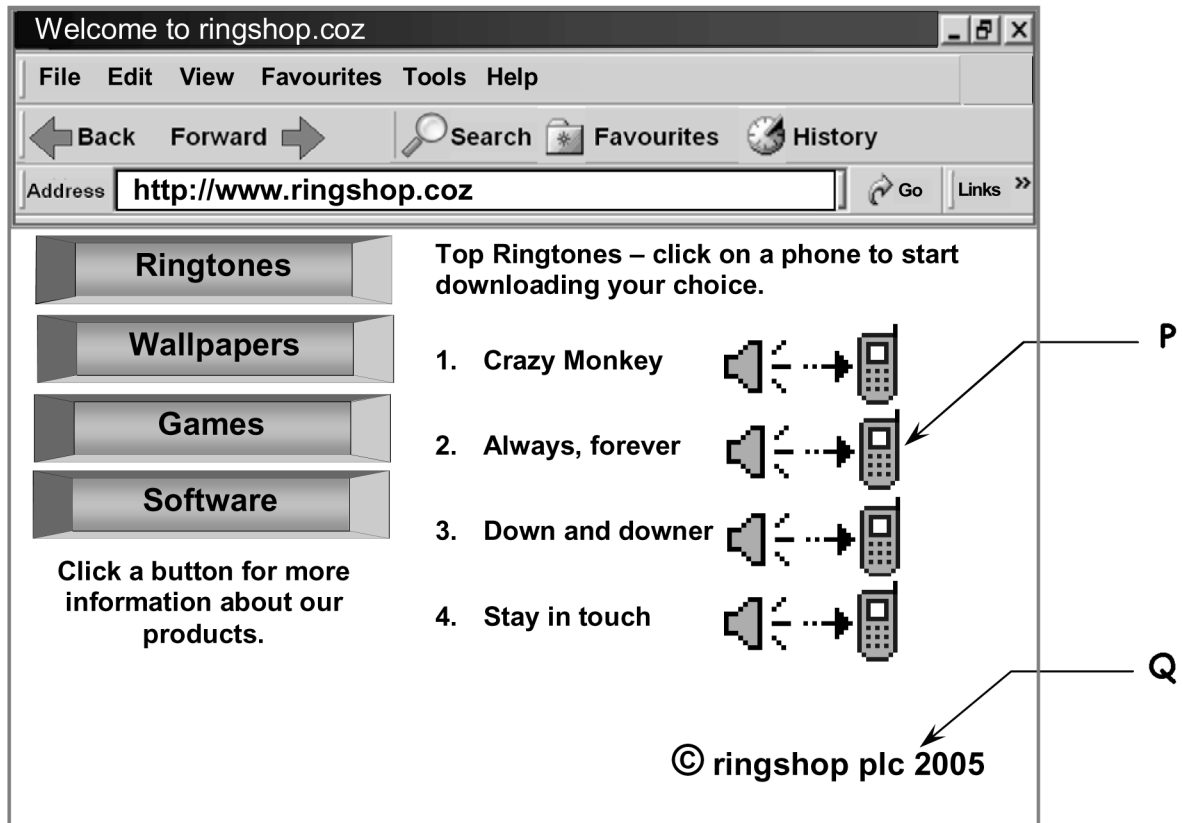 Welcome to ringshop.coz
File Edit View Favourites Tools Help
Back Forward Search Favourites History
Address http://www.ringshop.coz Go Links »
Ringtones
Wallpapers
Games
Software
Click a button for more
information about our
products.
Top Ringtones – click on a phone to start
downloading your choice.
1. Crazy Monkey
2. Always, forever
3. Down and downer
4. Stay in touch
P
Q
© ringshop plc 2005